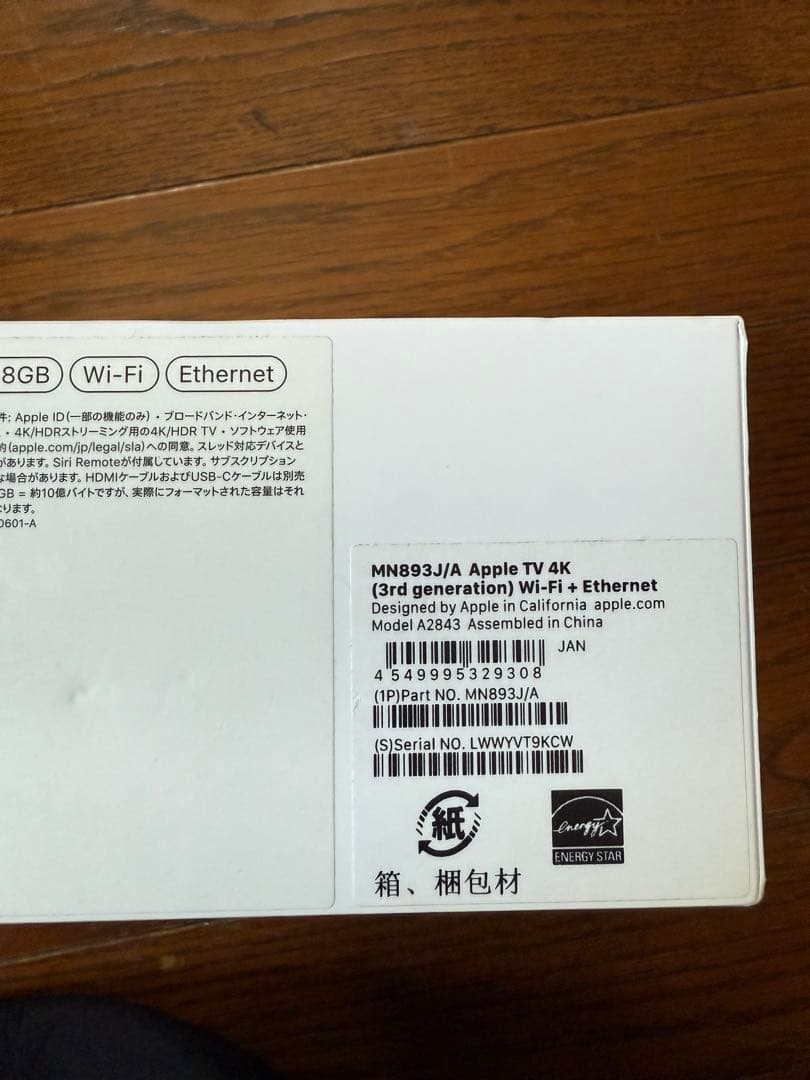 8GB Wi-Fi Ethernet
件: Apple ID(一部の機能のみ)・ブロードバンド・インターネット・
・4K/HDRストリーミング用の4K/HDR TV・ソフトウェア使用
約(apple.com/jp/legal/sla)への同意。スレッド対応デバイスと
があります。Siri Remoteが付属しています。サブスクリプション
な場合があります。HDMIケーブルおよびUSB-Cケーブルは別売
GB = 約10億バイトですが、実際にフォーマットされた容量はそれ
ります。
0601-A
MN893J/A Apple TV 4K
(3rd generation) Wi-Fi + Ethernet
Designed by Apple in California apple.com
Model A2843 Assembled in China
JAN
4 549995329308
(1P)Part NO. MN893J/A
(S)Serial NO. LWWYVT9KCW
紙
energy
ENERGY STAR
箱、梱包材